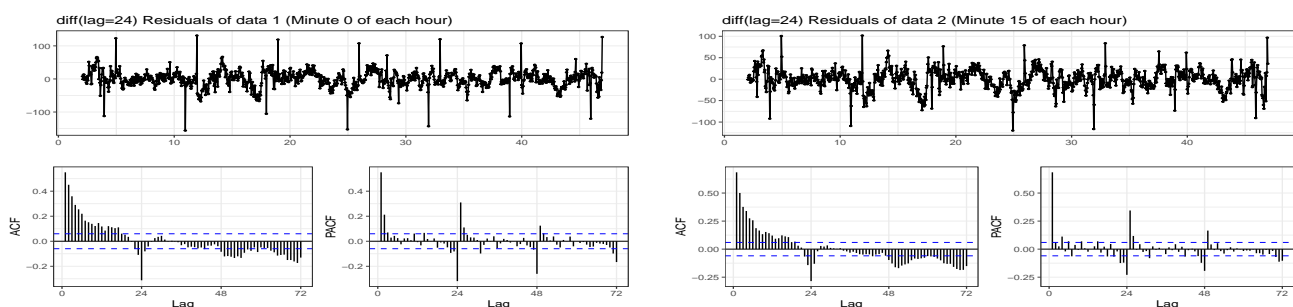 diff(lag=24) Residuals of data 1 (Minute 0 of each hour)
100
0
−100
0 10 20 30 40
ACF
0.4
0.2
0.0
−0.2
0 24 48 72
Lag
PACF
0.4
0.2
0.0
−0.2
0 24 48 72
Lag
diff(lag=24) Residuals of data 2 (Minute 15 of each hour)
100
50
0
−50
−100
0 10 20 30 40
ACF
0.50
0.25
0.00
−0.25
0 24 48 72
Lag
PACF
0.50
0.25
0.00
−0.25
0 24 48 72
Lag